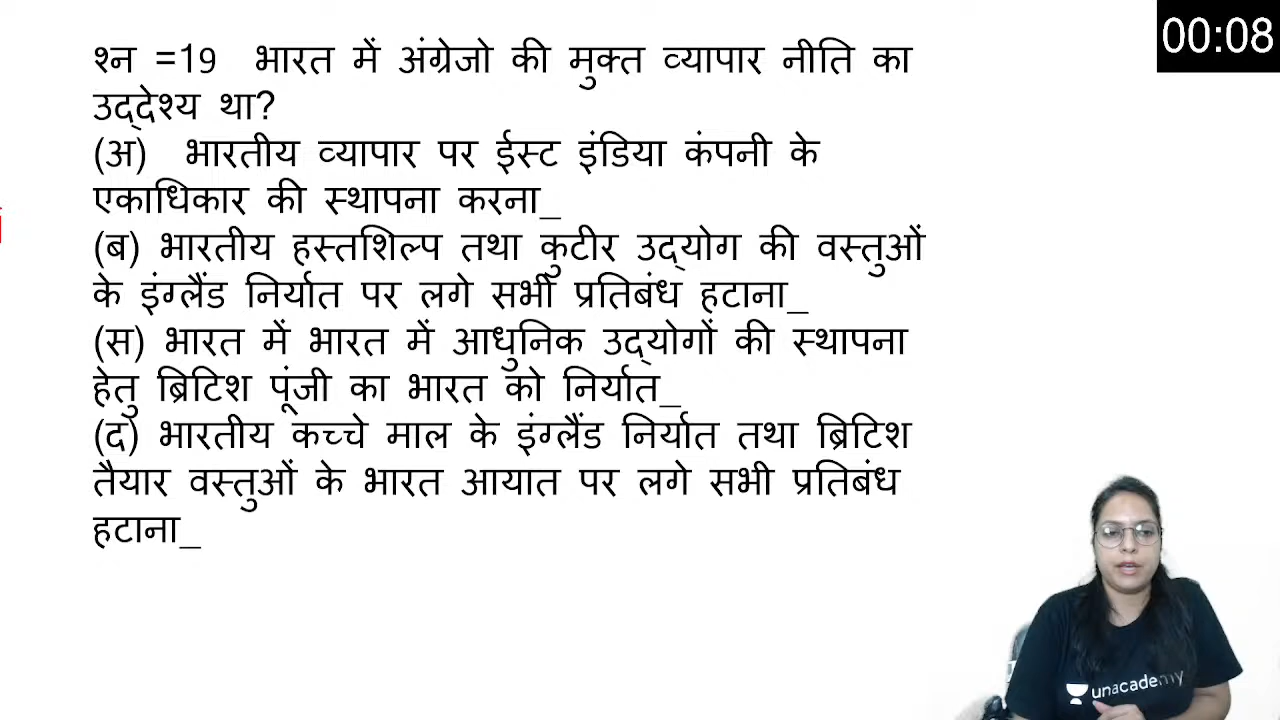 00:08
श्न =19 भारत में अंग्रेजो की मुक्त व्यापार नीति का
उद्देश्य था?
(अ) भारतीय व्यापार पर ईस्ट इंडिया कंपनी के
एकाधिकार की स्थापना करना_
(ब) भारतीय हस्तशिल्प तथा कुटीर उद्योग की वस्तुओं
के इंग्लैंड निर्यात पर लगे सभी प्रतिबंध हटाना_
(स) भारत में भारत में आधुनिक उद्योगों की स्थापना
हेतु ब्रिटिश पूंजी का भारत को निर्यात_
(द) भारतीय कच्चे माल के इंग्लैंड निर्यात तथा ब्रिटिश
तैयार वस्तुओं के भारत आयात पर लगे सभी प्रतिबंध
हटाना_
unacademy